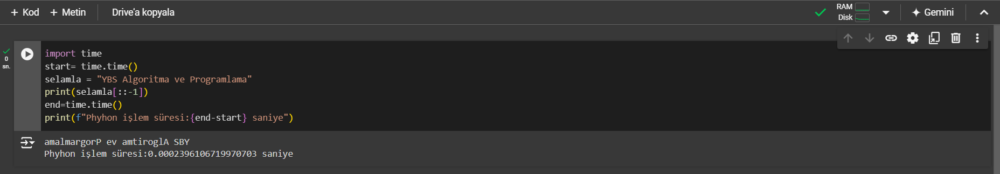 + Kod + Metin Drive'a kopyala RAM Disk Gemini
0 sn.
import time
start= time.time()
selamla = "YBS Algoritma ve Programlama"
print(selamla[::-1])
end=time.time()
print(f"Phyhon işlem süresi:{end-start} saniye")
amalmargorP ev amtiroglA SBY
Phyhon işlem süresi:0.0002396106719970703 saniye